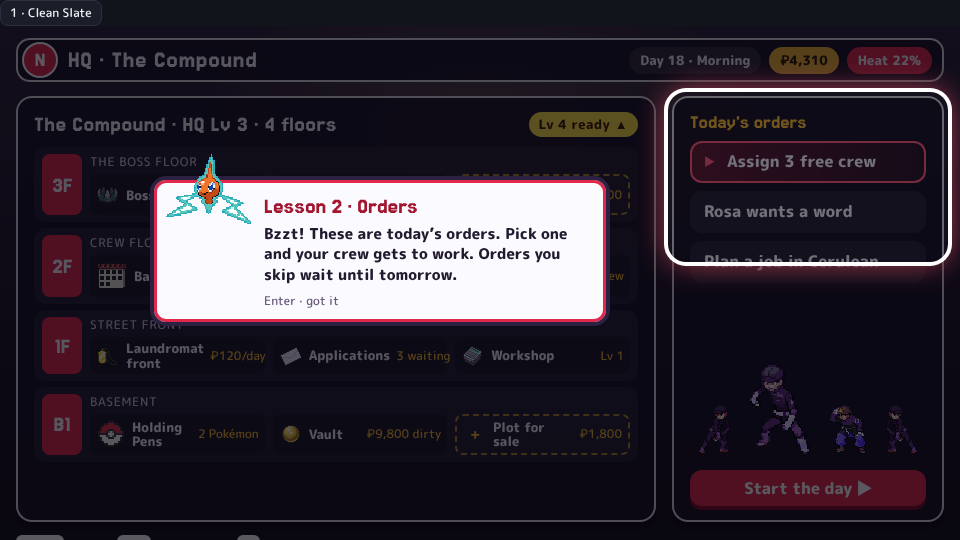 1 · Clean Slate
N HQ · The Compound
Day 18 · Morning
₽4,310
Heat 22%
The Compound · HQ Lv 3 · 4 floors
Lv 4 ready ▲
Today's orders
▶ Assign 3 free crew
Rosa wants a word
Plan a job in Cerulean
3F
THE BOSS FLOOR
Lesson 2 · Orders
Bzzt! These are today's orders. Pick one
and your crew gets to work. Orders you
skip wait until tomorrow.
Enter · got it
2F
1F
STREET FRONT
Laundromat
front
₽120/day
Applications 3 waiting
Workshop Lv 1
B1
BASEMENT
Holding
Pens
2 Pokémon
Vault ₽9,800 dirty
+ Plot for
sale
₽1,800
Start the day ▶